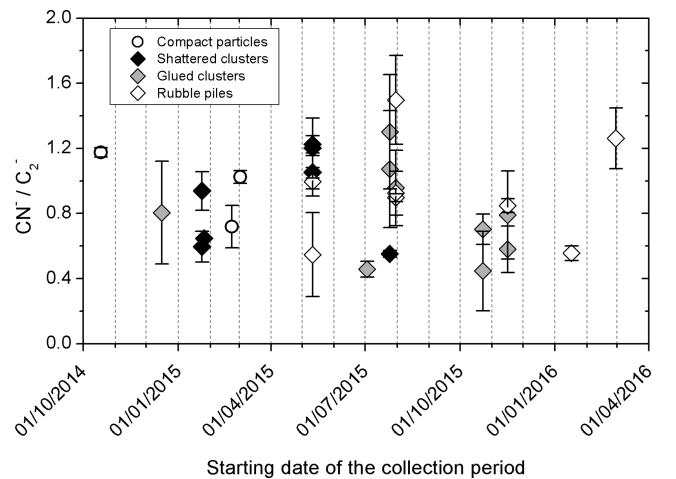 2.0
1.6
1.2
0.8
0.4
0.0
CN⁻ / C₂⁻
Compact particles
Shattered clusters
Glued clusters
Rubble piles
01/10/2014
01/01/2015
01/04/2015
01/07/2015
01/10/2015
01/01/2016
01/04/2016
Starting date of the collection period